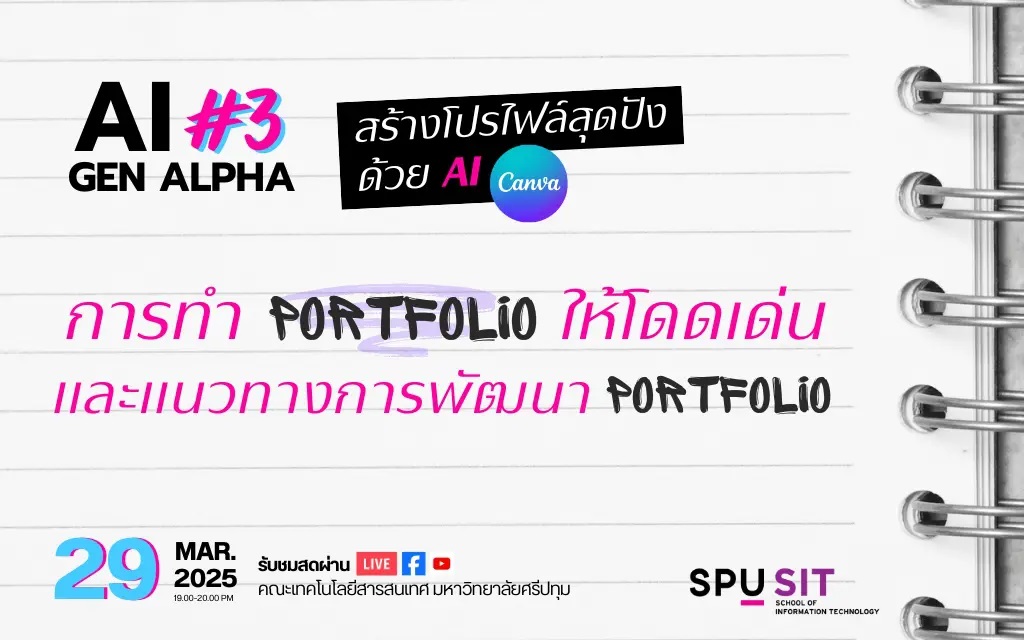 AI #3
GEN ALPHA
สร้างโปรไฟล์สุดปัง
ด้วย AI Canva
การทำ PORTFOLiO ให้โดดเด่น
และแนวทางการพัฒนา PORTFOLiO
29 MAR.
2025
19.00-20.00 PM
รับชมสดผ่าน LIVE
คณะเทคโนโลยีสารสนเทศ มหาวิทยาลัยศรีปทุม
SPU SIT
SCHOOL OF
INFORMATION TECHNOLOGY